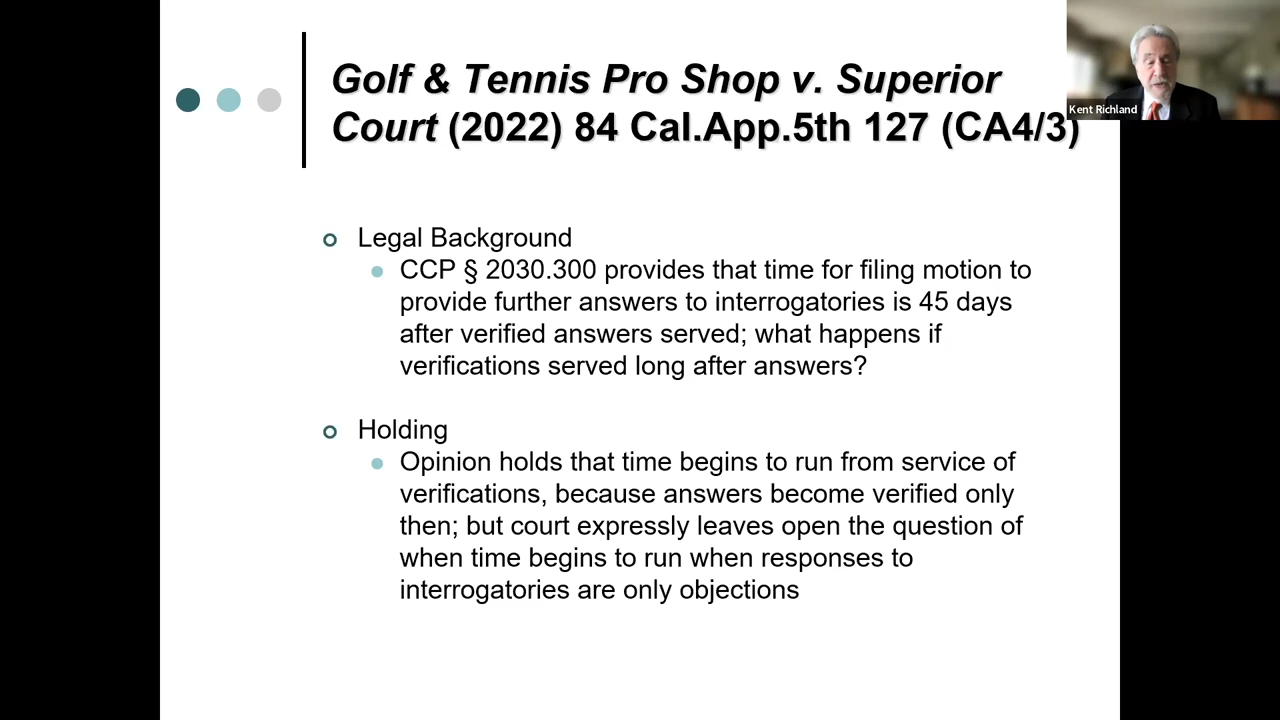 Golf & Tennis Pro Shop v. Superior
Court (2022) 84 Cal.App.5th 127 (CA4/3)
Kent Richland
Legal Background
CCP § 2030.300 provides that time for filing motion to
provide further answers to interrogatories is 45 days
after verified answers served; what happens if
verifications served long after answers?
Holding
Opinion holds that time begins to run from service of
verifications, because answers become verified only
then; but court expressly leaves open the question of
when time begins to run when responses to
interrogatories are only objections